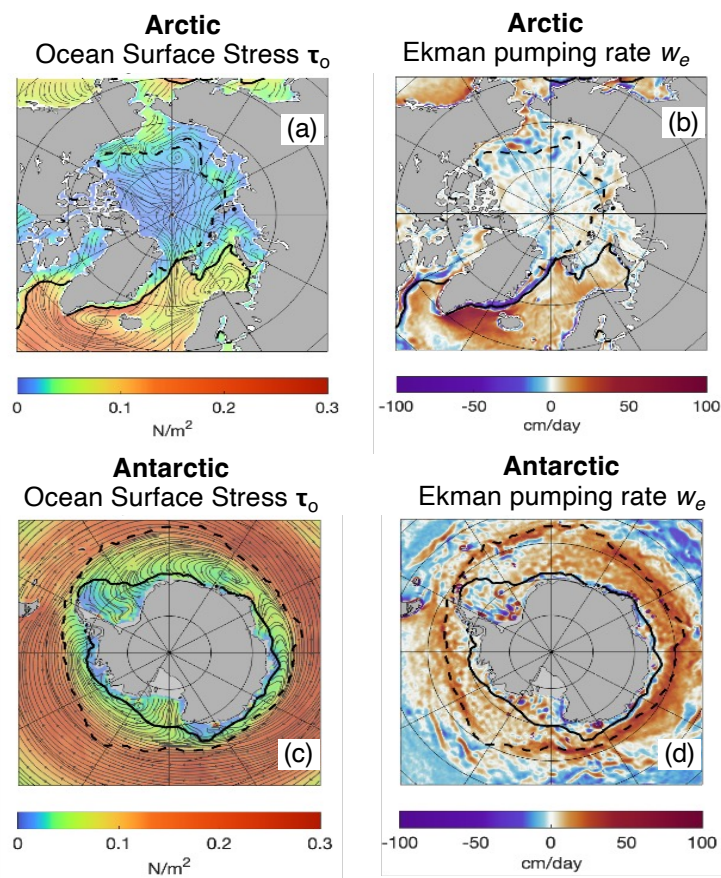 Arctic
Ocean Surface Stress τₒ
Arctic
Ekman pumping rate wₑ
(a)
(b)
0 0.1 0.2 0.3
N/m²
-100 -50 0 50 100
cm/day
Antarctic
Ocean Surface Stress τₒ
Antarctic
Ekman pumping rate wₑ
(c)
(d)
0 0.1 0.2 0.3
N/m²
-100 -50 0 50 100
cm/day